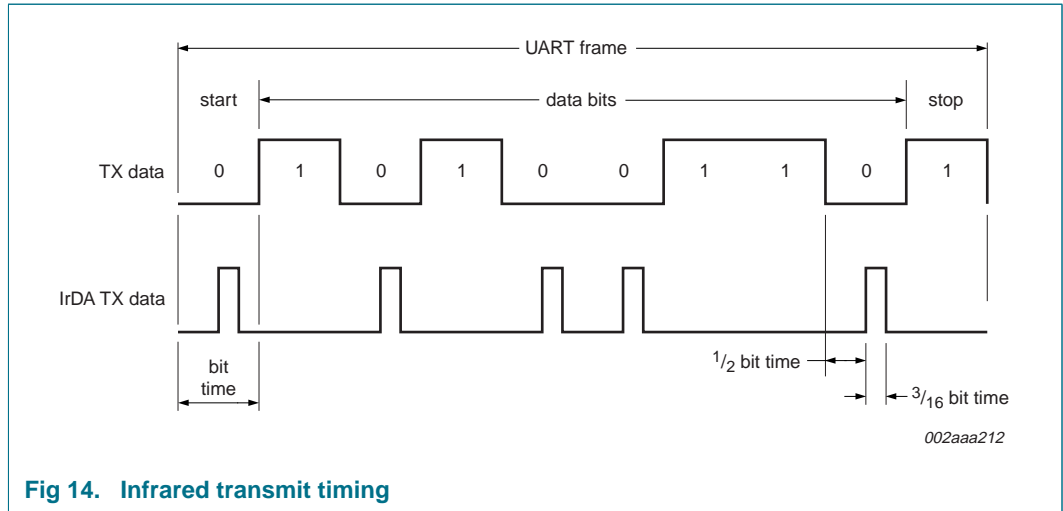 UART frame
start data bits stop
TX data 0 1 0 1 0 0 1 1 0 1
IrDA TX data
bit
time
1/2 bit time
3/16 bit time
002aaa212
Fig 14. Infrared transmit timing